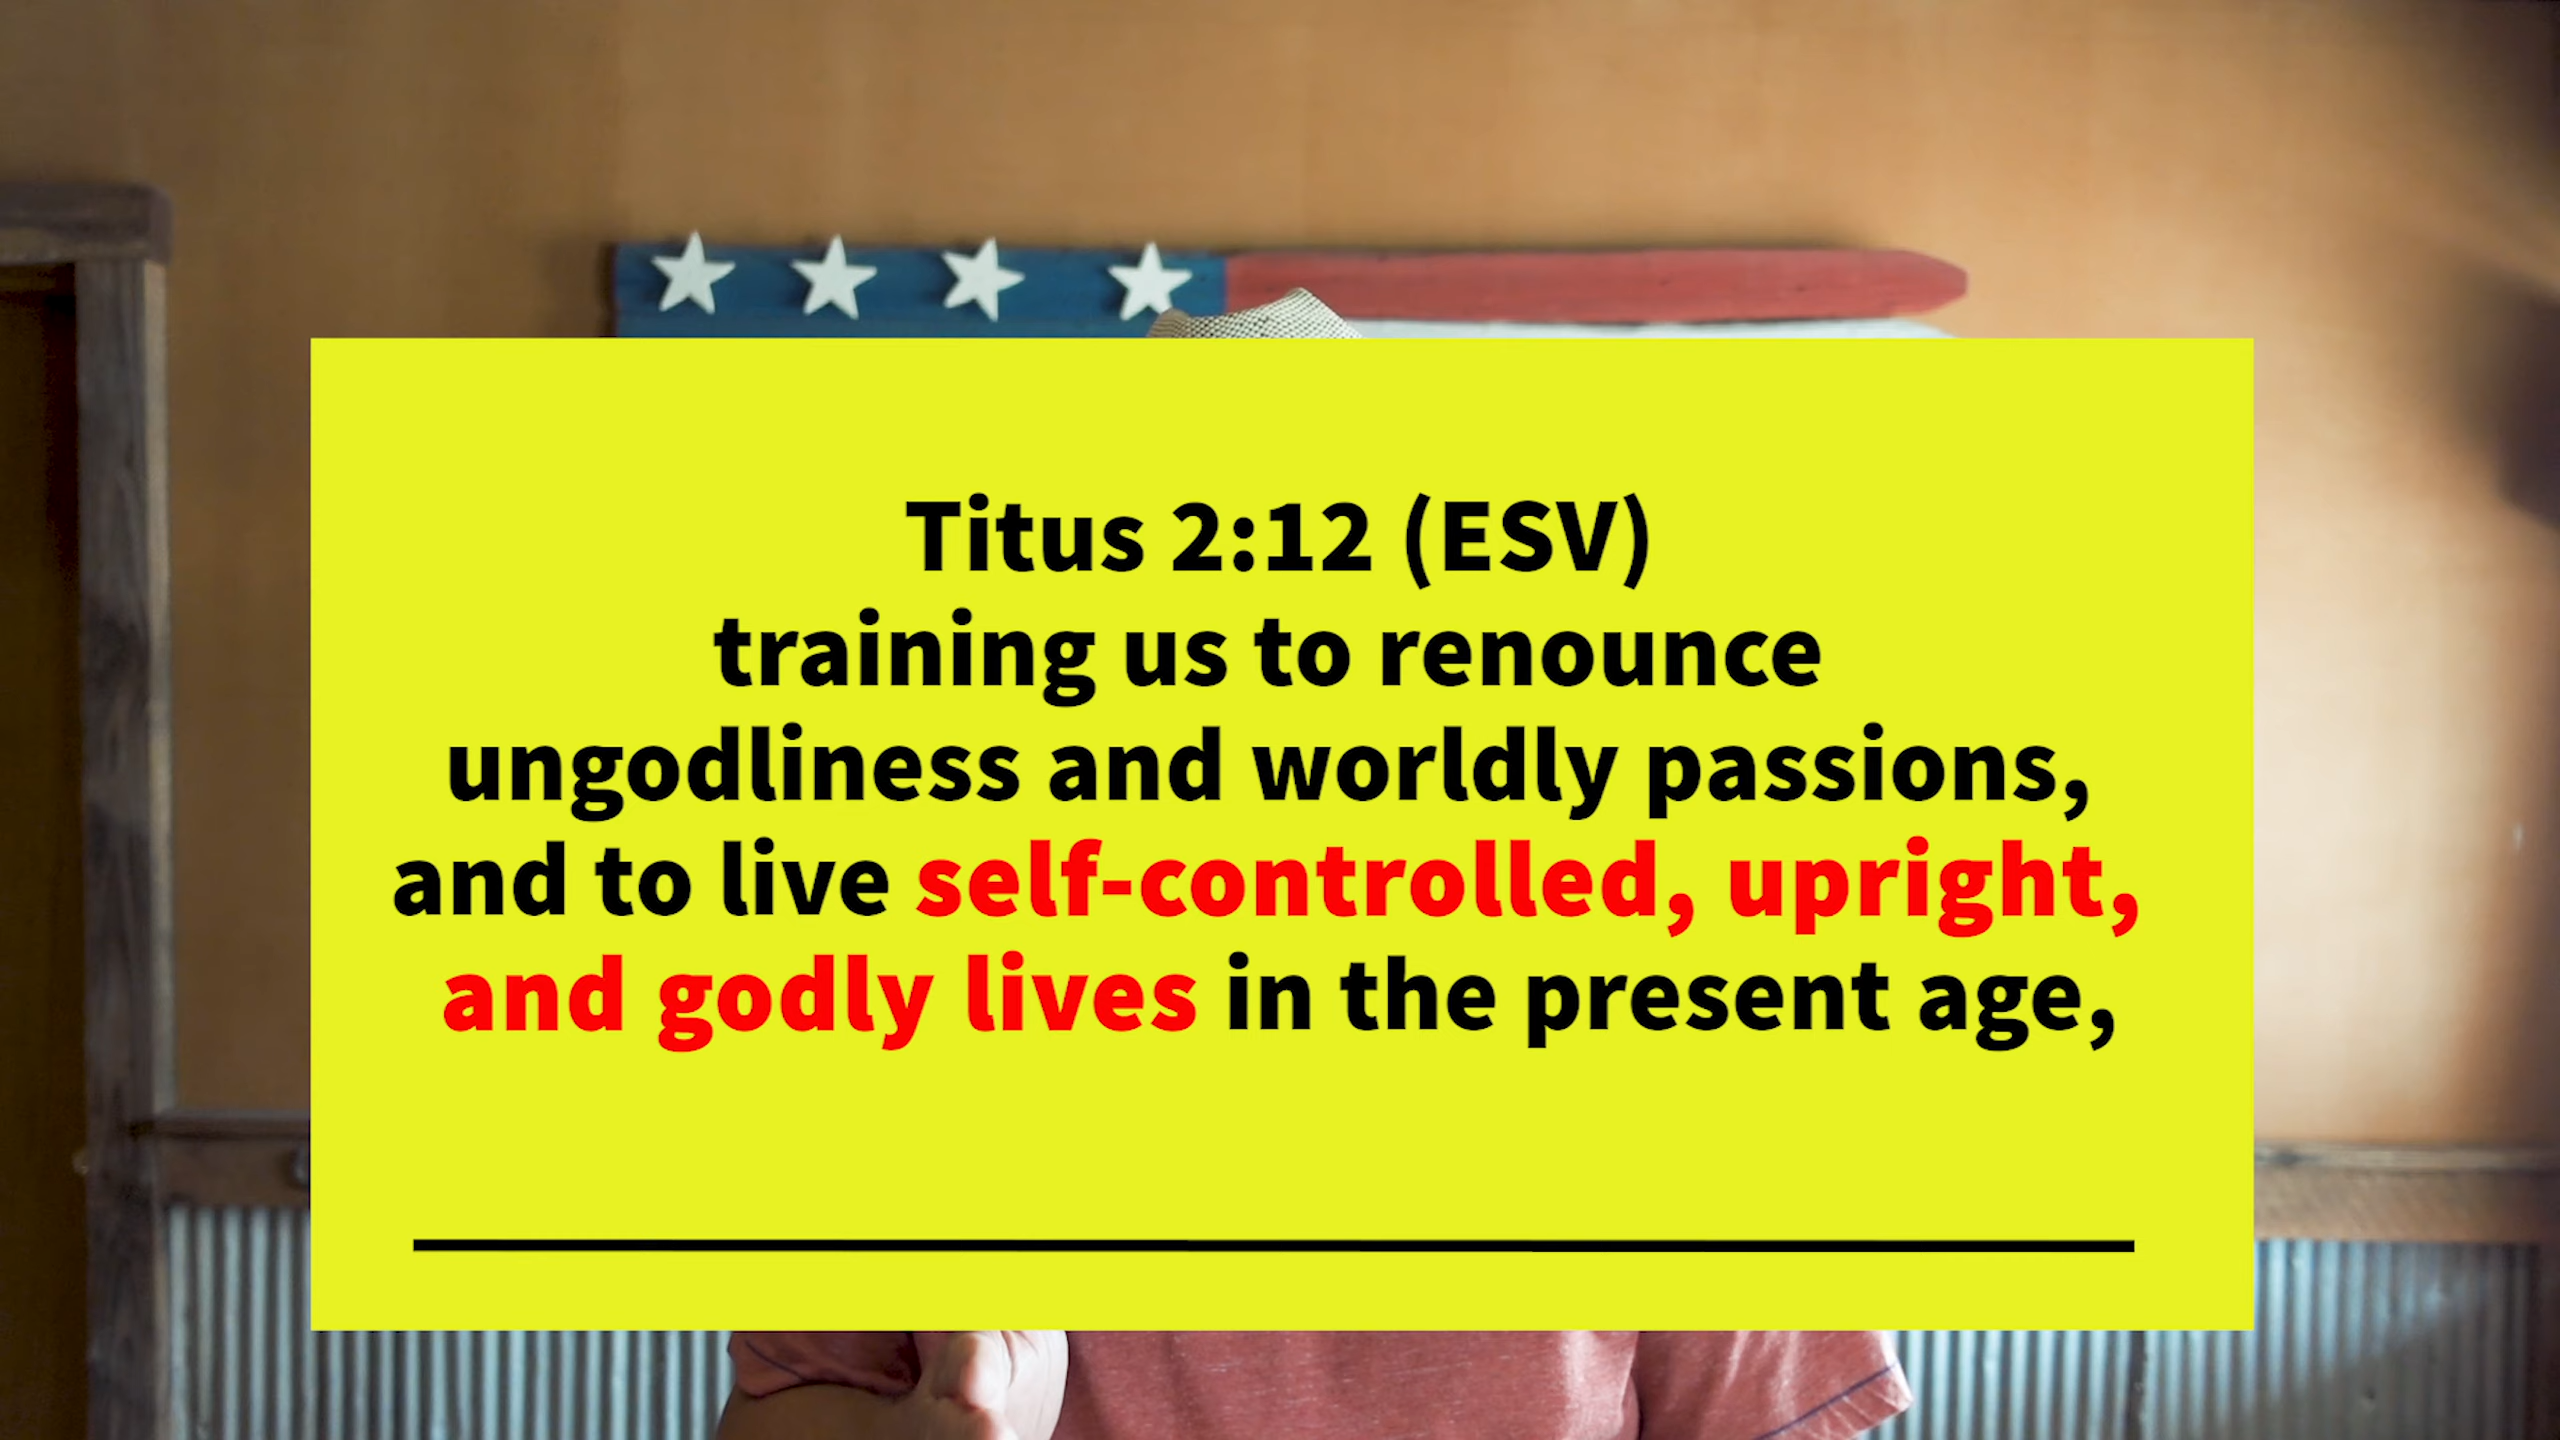 Titus 2:12 (ESV)
training us to renounce
ungodliness and worldly passions,
and to live self-controlled, upright,
and godly lives in the present age,